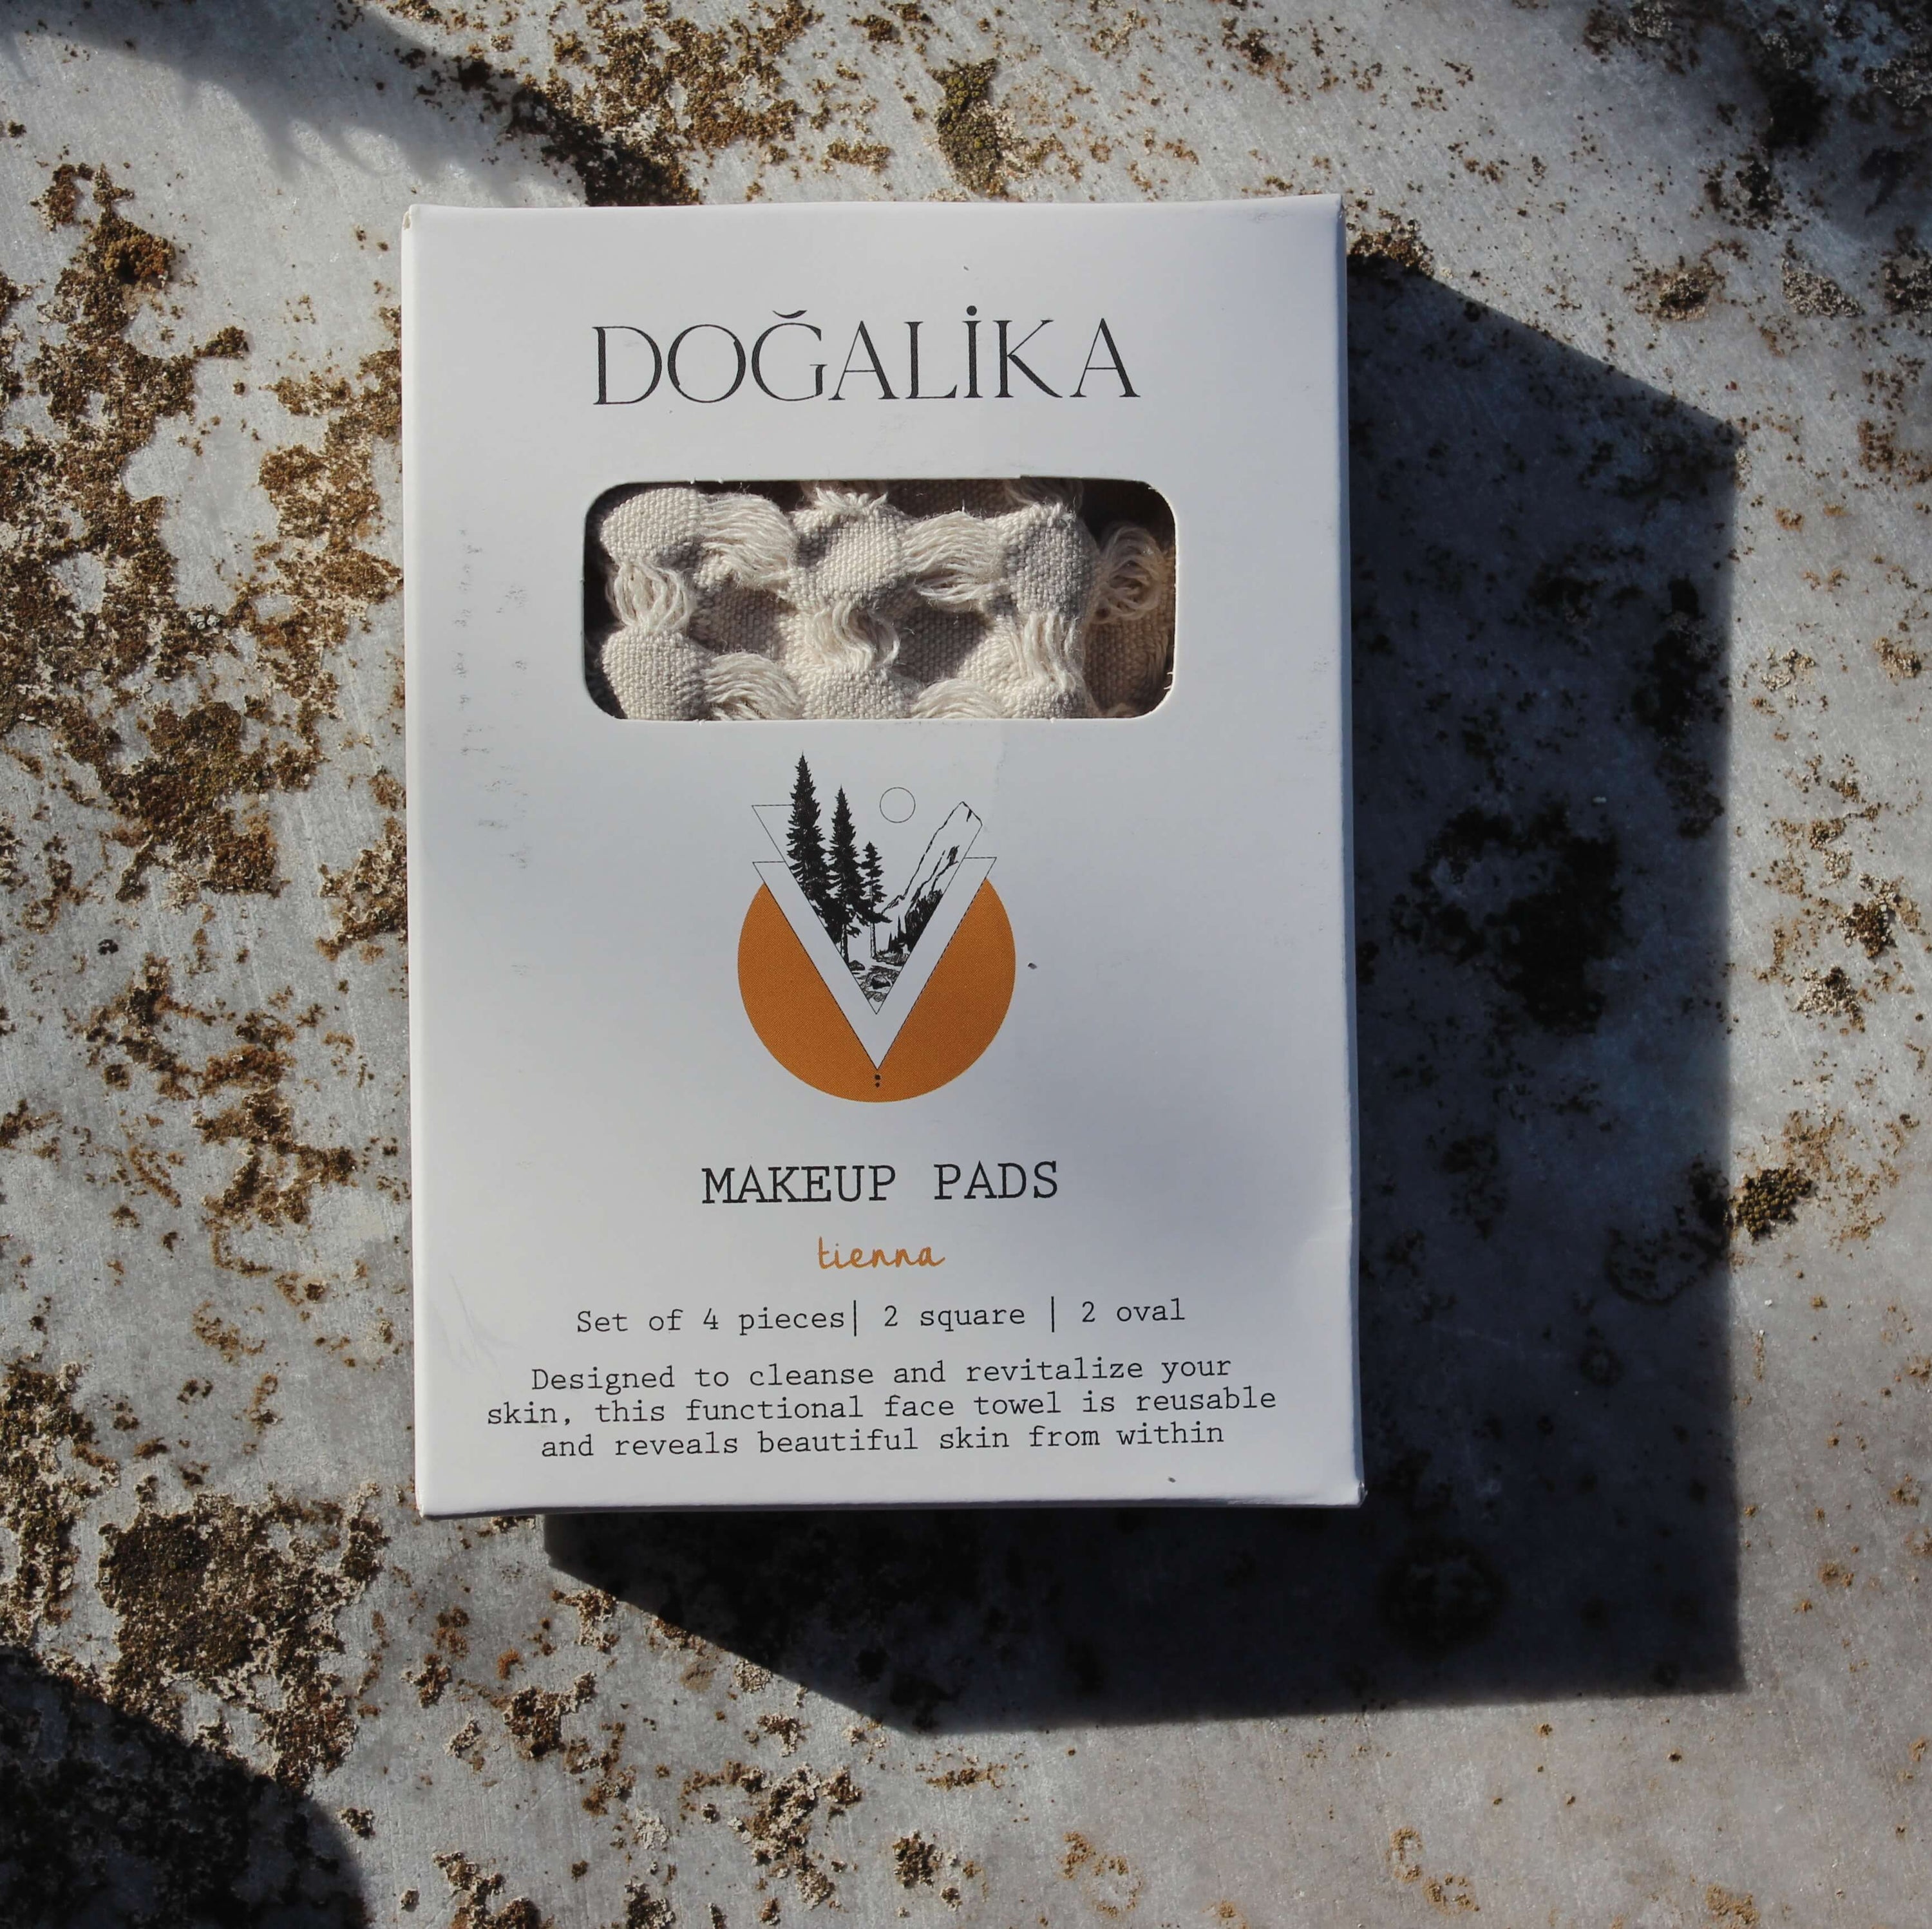 DOĞALİKA
MAKEUP PADS
tienna
Set of 4 pieces| 2 square | 2 oval
Designed to cleanse and revitalize your
skin, this functional face towel is reusable
and reveals beautiful skin from within